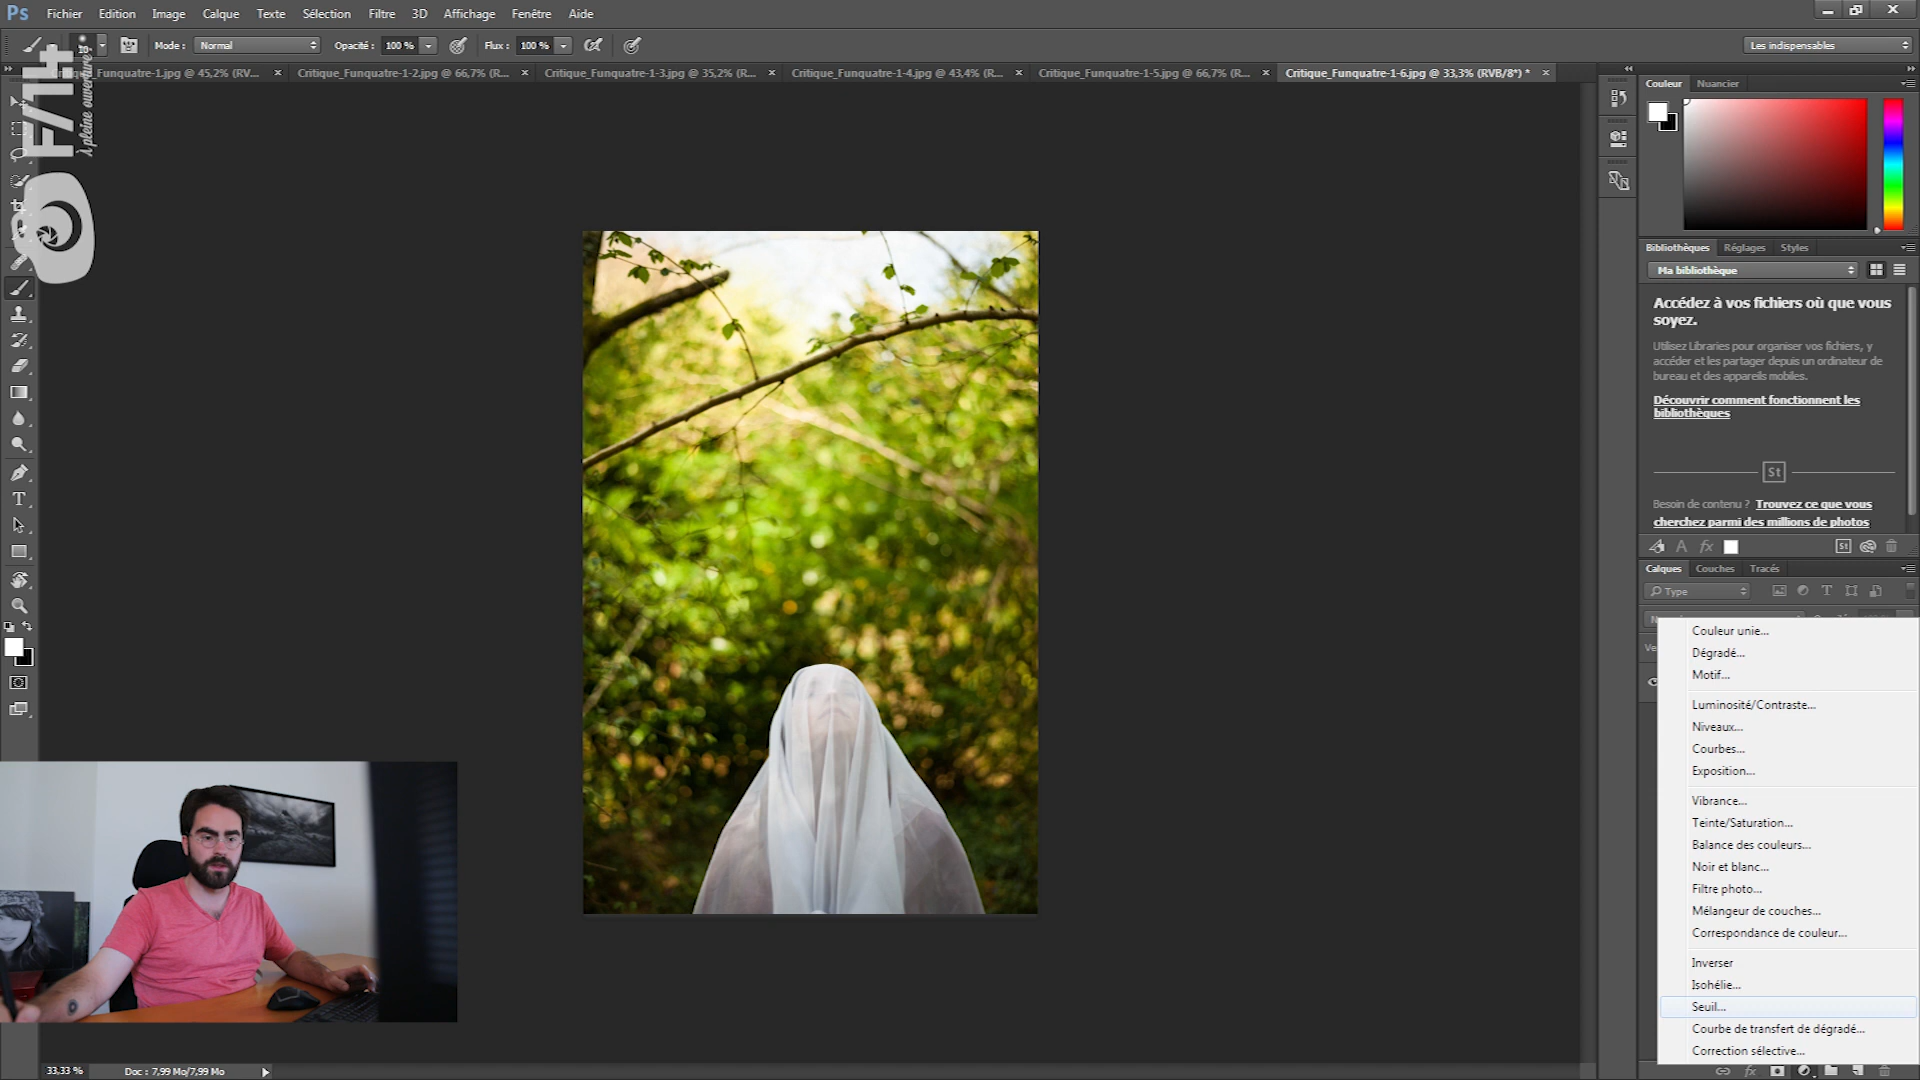 Ps Fichier Edition Image Calque Texte Sélection Filtre 3D Affichage Fenêtre Aide
Mode : Normal Opacité : 100 % Flux : 100 % Les indispensables
Funquatre-1.jpg @ 45,2% (RV... × Critique_Funquatre-1-2.jpg @ 66,7% (R... × Critique_Funquatre-1-3.jpg @ 35,2% (R... × Critique_Funquatre-1-4.jpg @ 43,4% (R... × Critique_Funquatre-1-5.jpg @ 66,7% (R... × Critique_Funquatre-1-6.jpg @ 33,3% (RVB/8*) * ×
F/1.4
À pleine ouverture
Couleur Nuancier
Bibliothèques Réglages Styles
Ma bibliothèque
Accédez à vos fichiers où que vous
soyez.
Utilisez Libraries pour organiser vos fichiers, y
accéder et les partager depuis un ordinateur de
bureau et des appareils mobiles.
Découvrir comment fonctionnent les
bibliothèques
St
Besoin de contenu ? Trouvez ce que vous
cherchez parmi des millions de photos
Calques Couches Tracés
Type
Couleur unie...
Dégradé...
Motif...
Luminosité/Contraste...
Niveaux...
Courbes...
Exposition...
Vibrance...
Teinte/Saturation...
Balance des couleurs...
Noir et blanc...
Filtre photo...
Mélangeur de couches...
Correspondance de couleur...
Inverser
Isohélie...
Seuil...
Courbe de transfert de dégradé...
Correction sélective...
33,33 % Doc : 7,99 Mo/7,99 Mo